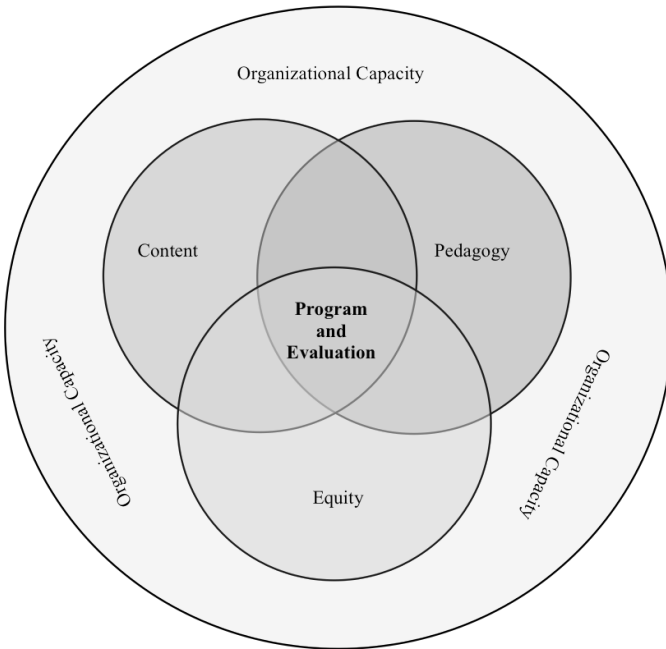 Organizational Capacity
Content
Pedagogy
Program
and
Evaluation
Organizational Capacity
Organizational Capacity
Equity